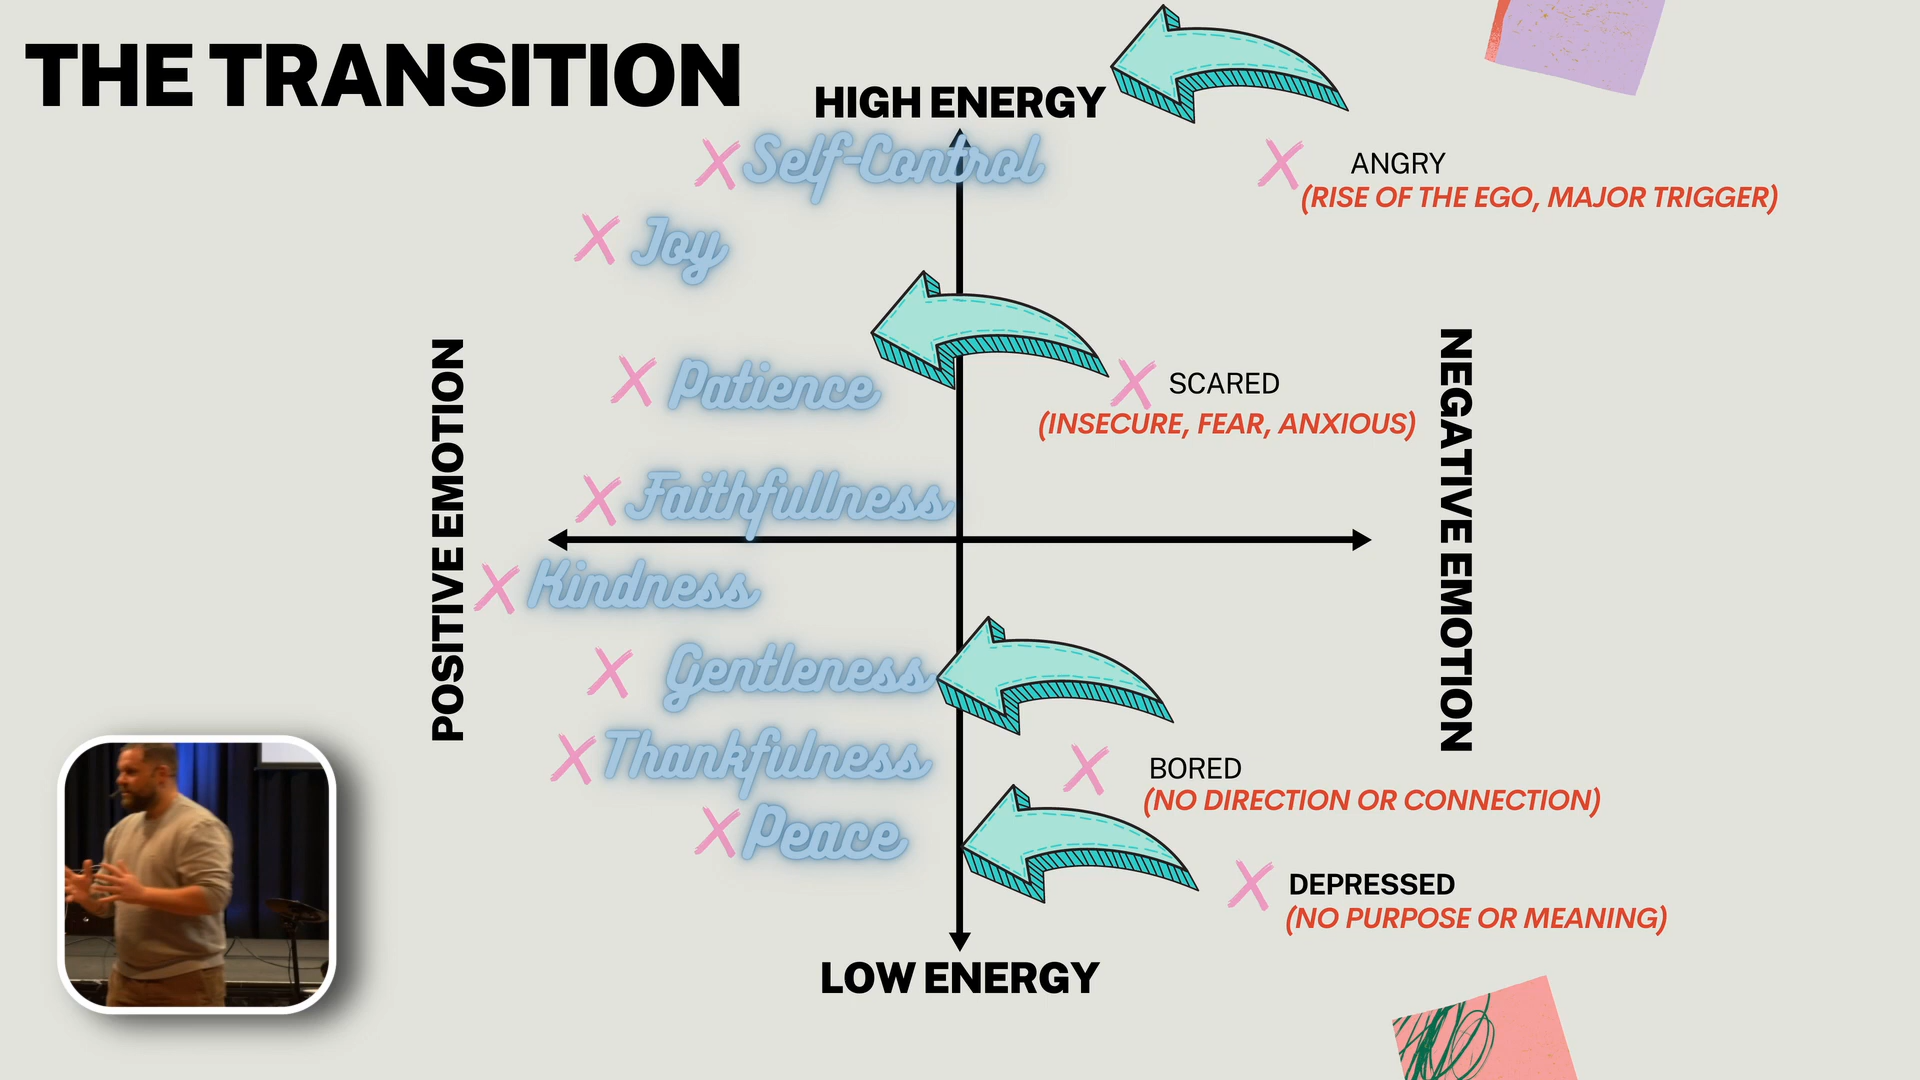 THE TRANSITION
HIGH ENERGY
Self-Control
ANGRY
(RISE OF THE EGO, MAJOR TRIGGER)
Joy
Patience
SCARED
(INSECURE, FEAR, ANXIOUS)
POSITIVE EMOTION
NEGATIVE EMOTION
Faithfullness
Kindness
Gentleness
Thankfulness
BORED
(NO DIRECTION OR CONNECTION)
Peace
DEPRESSED
(NO PURPOSE OR MEANING)
LOW ENERGY